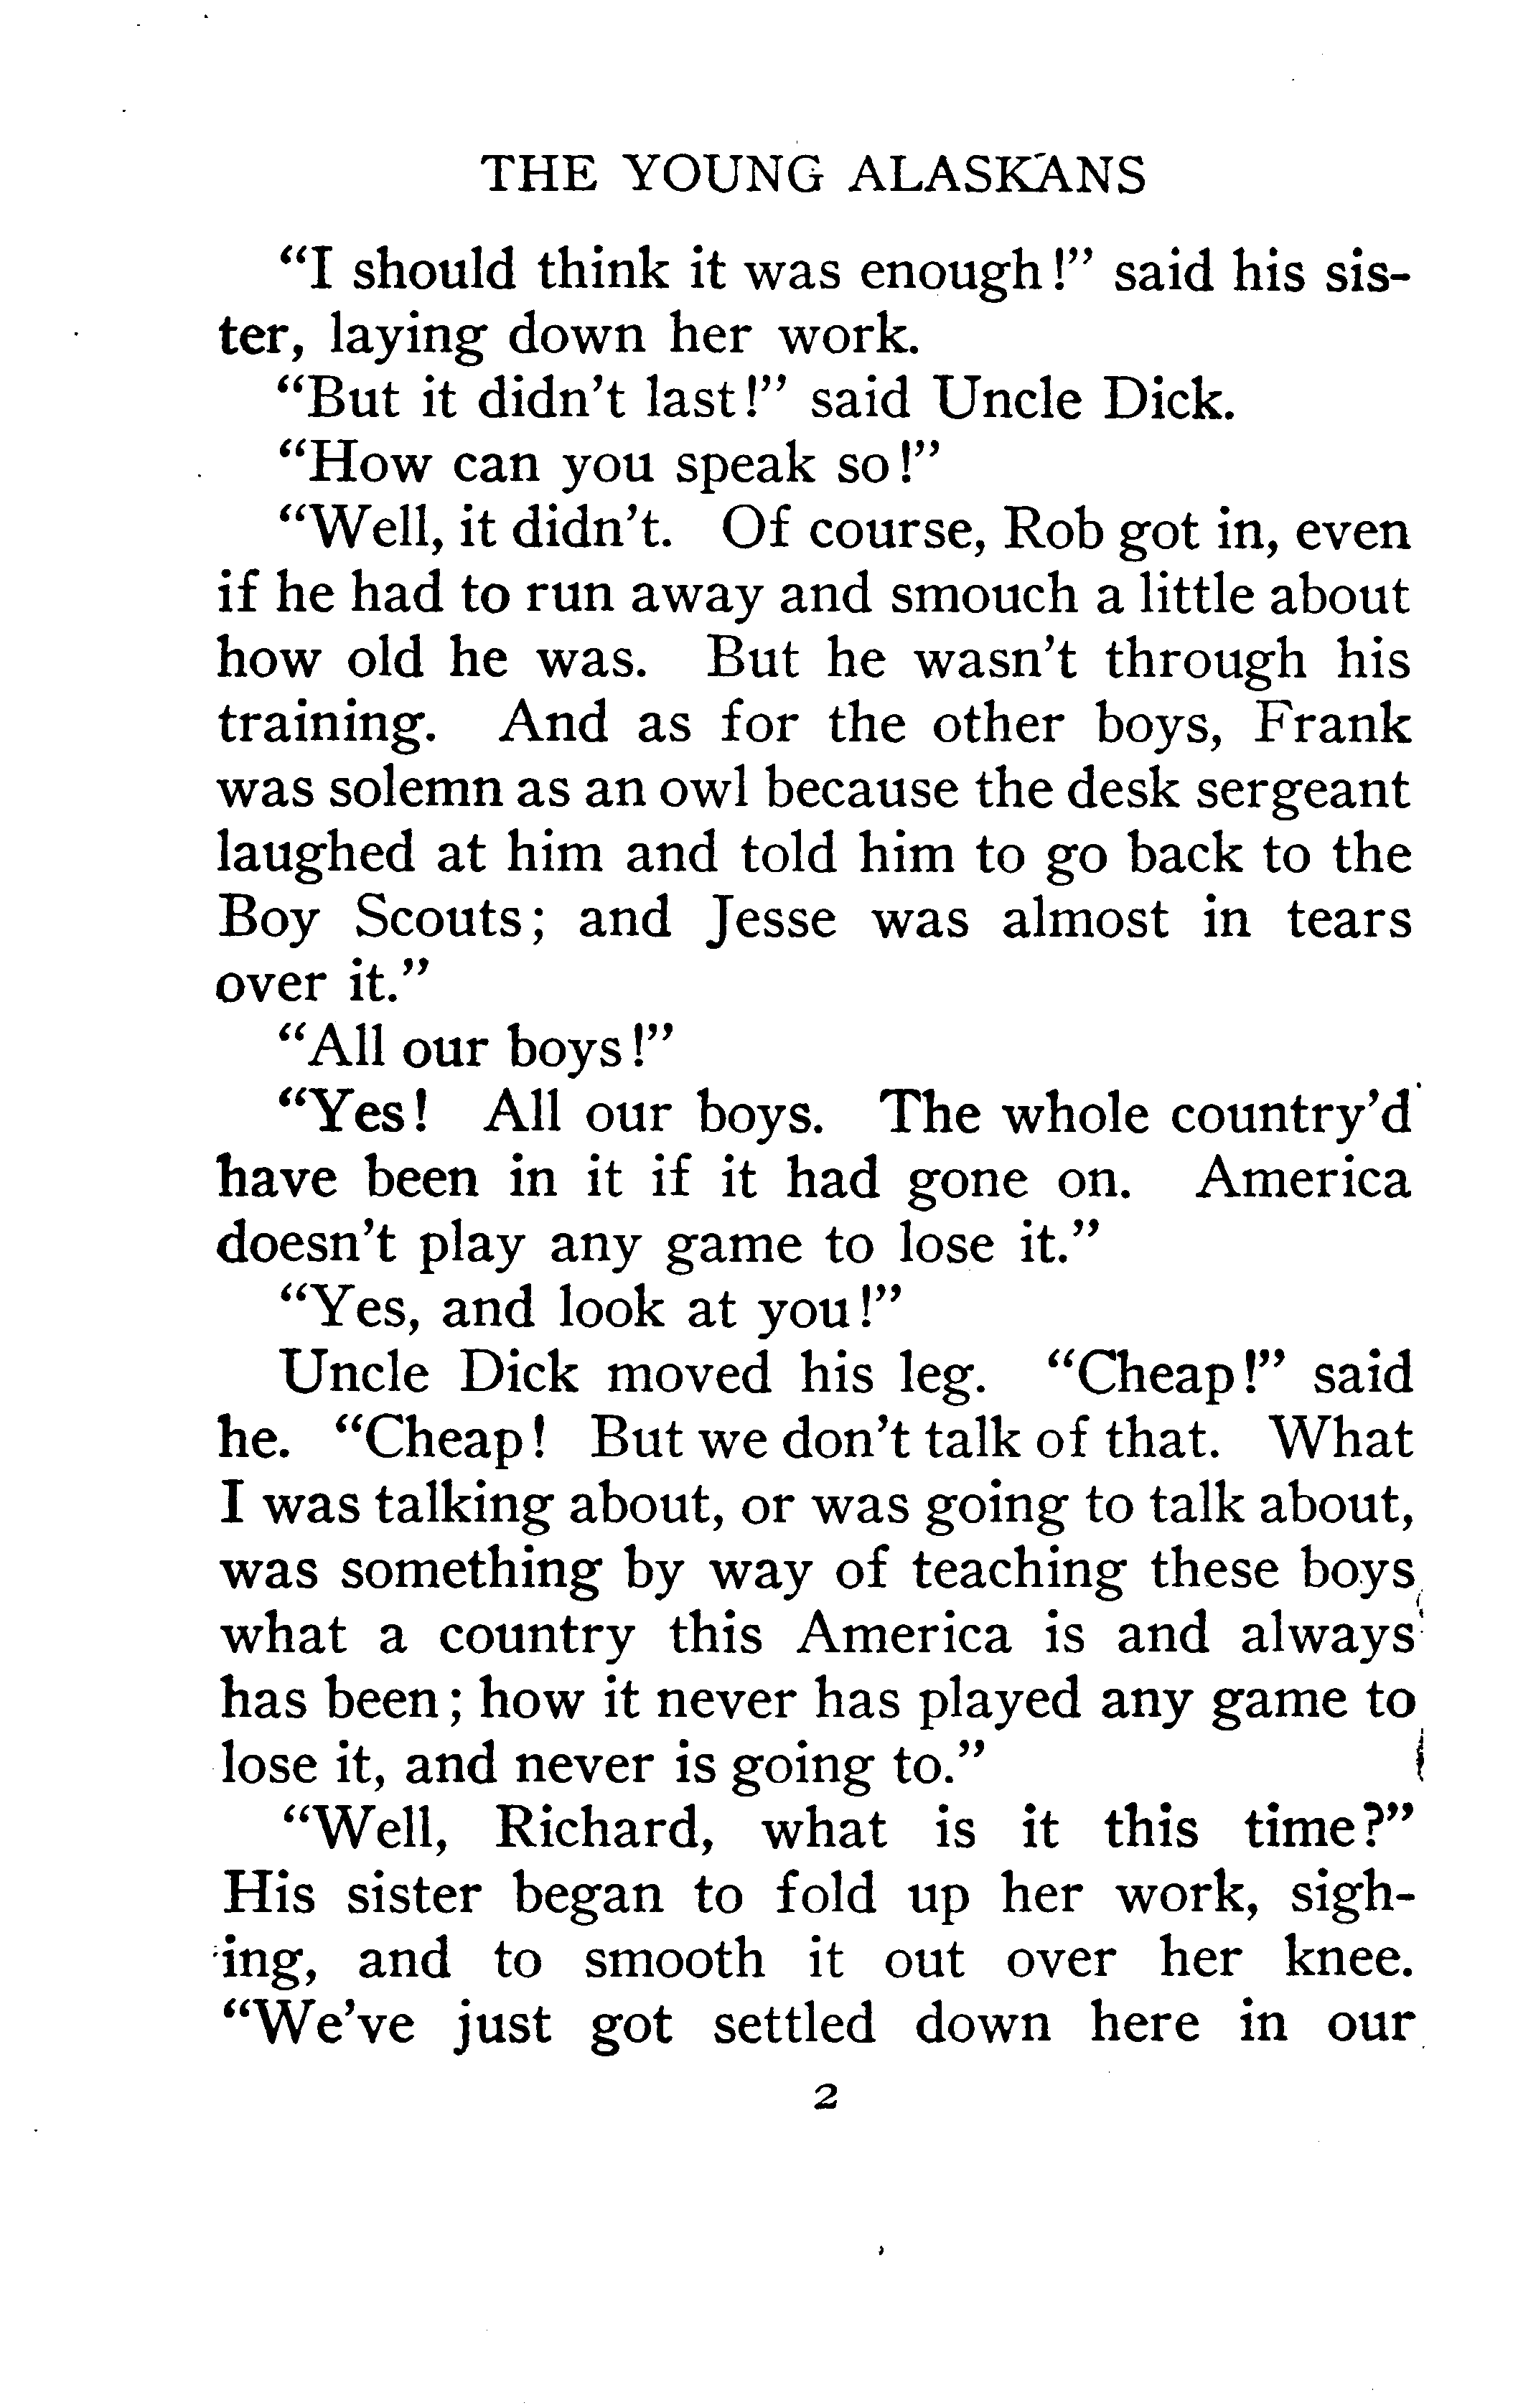 THE YOUNG ALASKANS
“I should think it was enough!” said his sis-
ter, laying down her work.
“But it didn’t last!” said Uncle Dick.
“How can you speak so!”
“Well, it didn’t. Of course, Rob got in, even
if he had to run away and smouch a little about
how old he was. But he wasn’t through his
training. And as for the other boys, Frank
was solemn as an owl because the desk sergeant
laughed at him and told him to go back to the
Boy Scouts; and Jesse was almost in tears
over it.”
“All our boys!”
“Yes! All our boys. The whole country’d
have been in it if it had gone on. America
doesn’t play any game to lose it.”
“Yes, and look at you!”
Uncle Dick moved his leg. “Cheap!” said
he. “Cheap! But we don’t talk of that. What
I was talking about, or was going to talk about,
was something by way of teaching these boys
what a country this America is and always
has been; how it never has played any game to
lose it, and never is going to.”
“Well, Richard, what is it this time?”
His sister began to fold up her work, sigh-
ing, and to smooth it out over her knee.
“We’ve just got settled down here in our
2